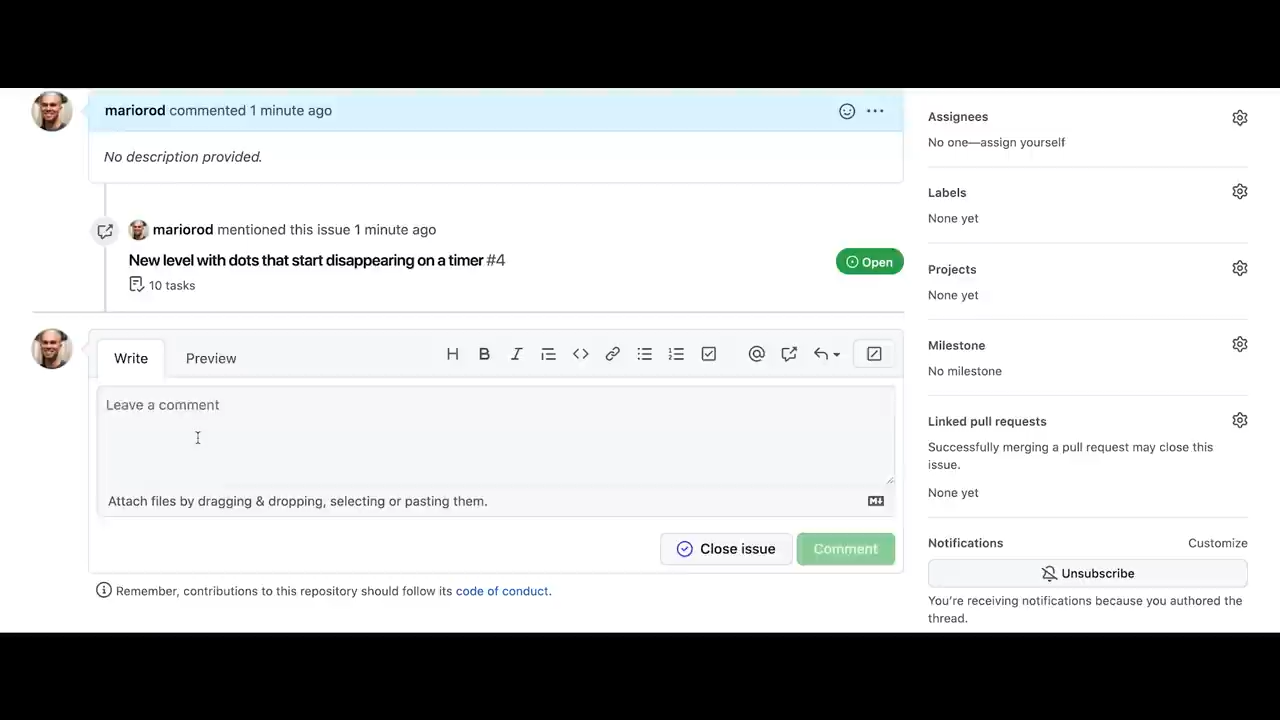 mariorod commented 1 minute ago
No description provided.
mariorod mentioned this issue 1 minute ago
New level with dots that start disappearing on a timer #4
Open
10 tasks
Write
Preview
Leave a comment
Attach files by dragging & dropping, selecting or pasting them.
Close issue
Comment
Remember, contributions to this repository should follow its code of conduct.
Assignees
No one—assign yourself
Labels
None yet
Projects
None yet
Milestone
No milestone
Linked pull requests
Successfully merging a pull request may close this
issue.
None yet
Notifications
Customize
Unsubscribe
You're receiving notifications because you authored the
thread.